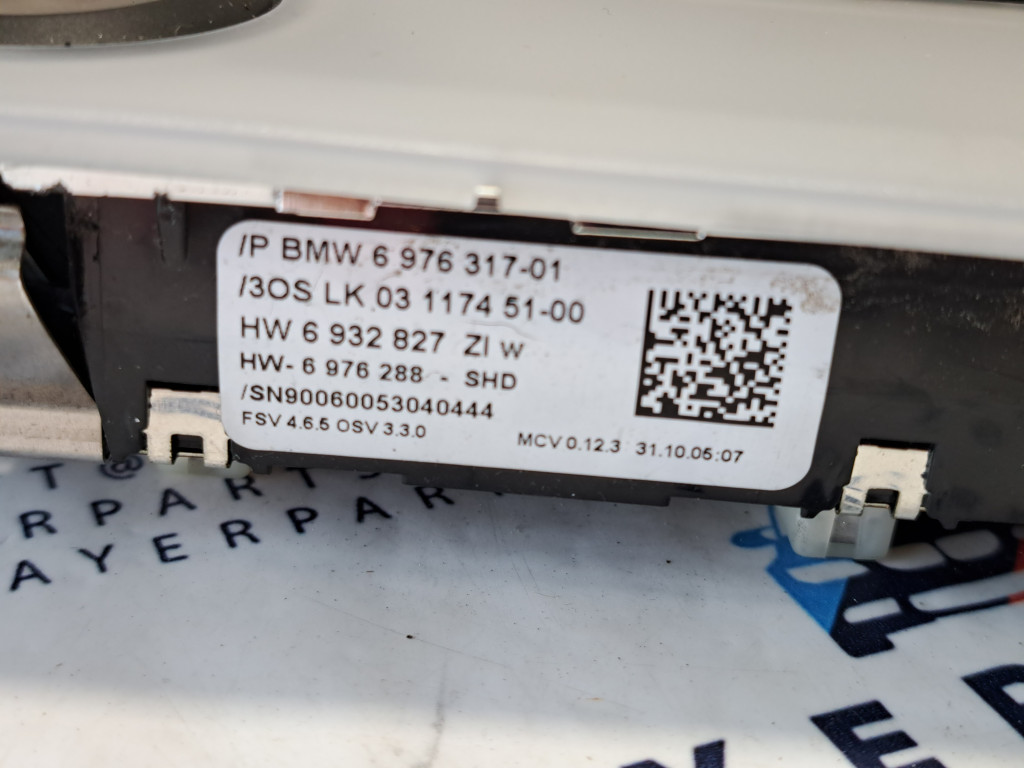 /P BMW 6 976 317-01
/3OS LK 03 1174 51-00
HW 6 932 827 ZI W
HW- 6 976 288 - SHD
/SN90060053040444
FSV 4.6.5 OSV 3.3.0 MCV 0.12.3 31.10.05:07
T @
RPARTS
AYERPAR